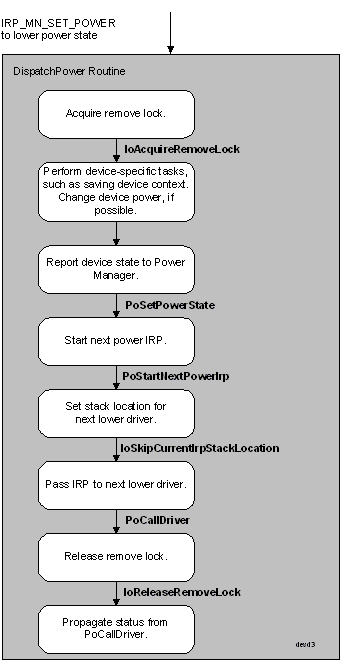 IRP_MN_SET_POWER
to lower power state
DispatchPower Routine
Acquire remove lock.
IoAcquireRemoveLock
Perform device-specific tasks,
such as saving device context.
Change device power, if
possible.
Report device state to Power
Manager.
PoSetPowerState
Start next power IRP.
PoStartNextPowerIrp
Set stack location for
next lower driver.
IoSkipCurrentIrpStackLocation
Pass IRP to next lower driver.
PoCallDriver
Release remove lock.
IoReleaseRemoveLock
Propagate status from
PoCallDriver.
devd3